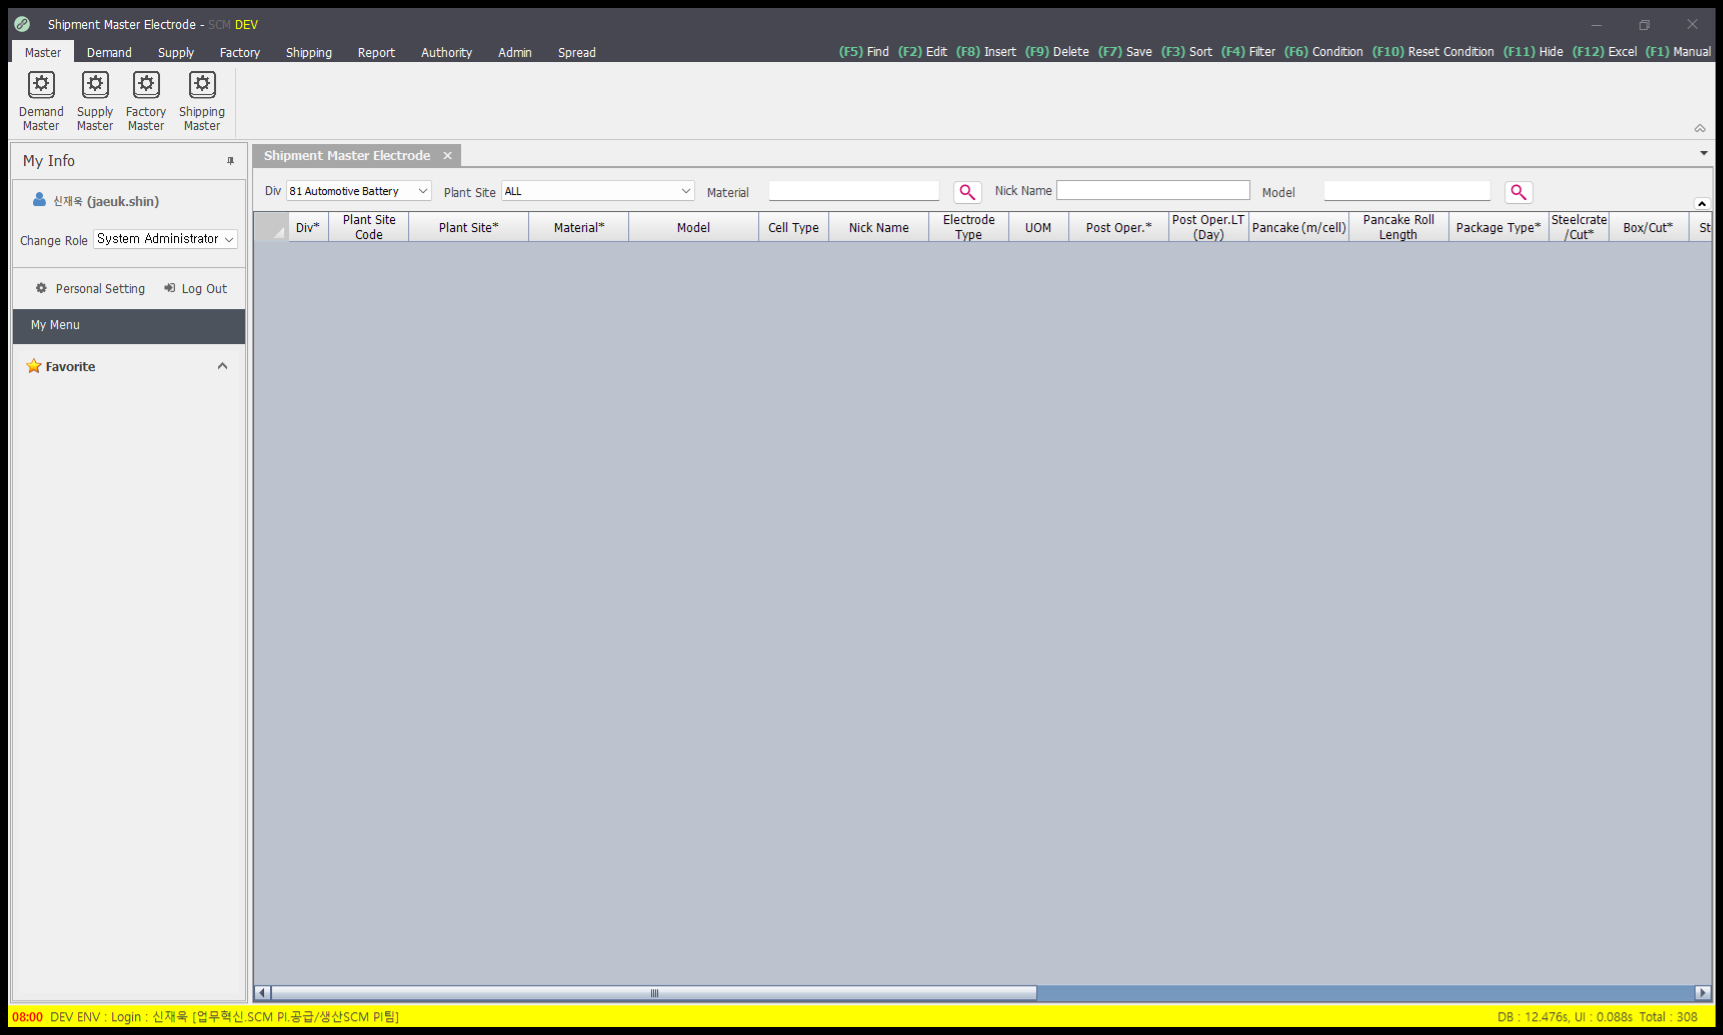 Shipment Master Electrode - SCM DEV
Master Demand Supply Factory Shipping Report Authority Admin Spread
(F5) Find (F2) Edit (F8) Insert (F9) Delete (F7) Save (F3) Sort (F4) Filter (F6) Condition (F10) Reset Condition (F11) Hide (F12) Excel (F1) Manual
Demand Master
Supply Master
Factory Master
Shipping Master
My Info
신재욱 (jaeuk.shin)
Change Role System Administrator
Personal Setting Log Out
My Menu
Favorite
Shipment Master Electrode
Div 81 Automotive Battery Plant Site ALL Material Nick Name Model
Div*
Plant Site Code
Plant Site*
Material*
Model
Cell Type
Nick Name
Electrode Type
UOM
Post Oper.*
Post Oper.LT (Day)
Pancake (m/cell)
Pancake Roll Length
Package Type*
Steelcrate /Cut*
Box/Cut*
St
08:00 DEV ENV : Login : 신재욱 [업무혁신.SCM PI.공급/생산SCM PI팀]
DB : 12.476s, UI : 0.088s Total : 308